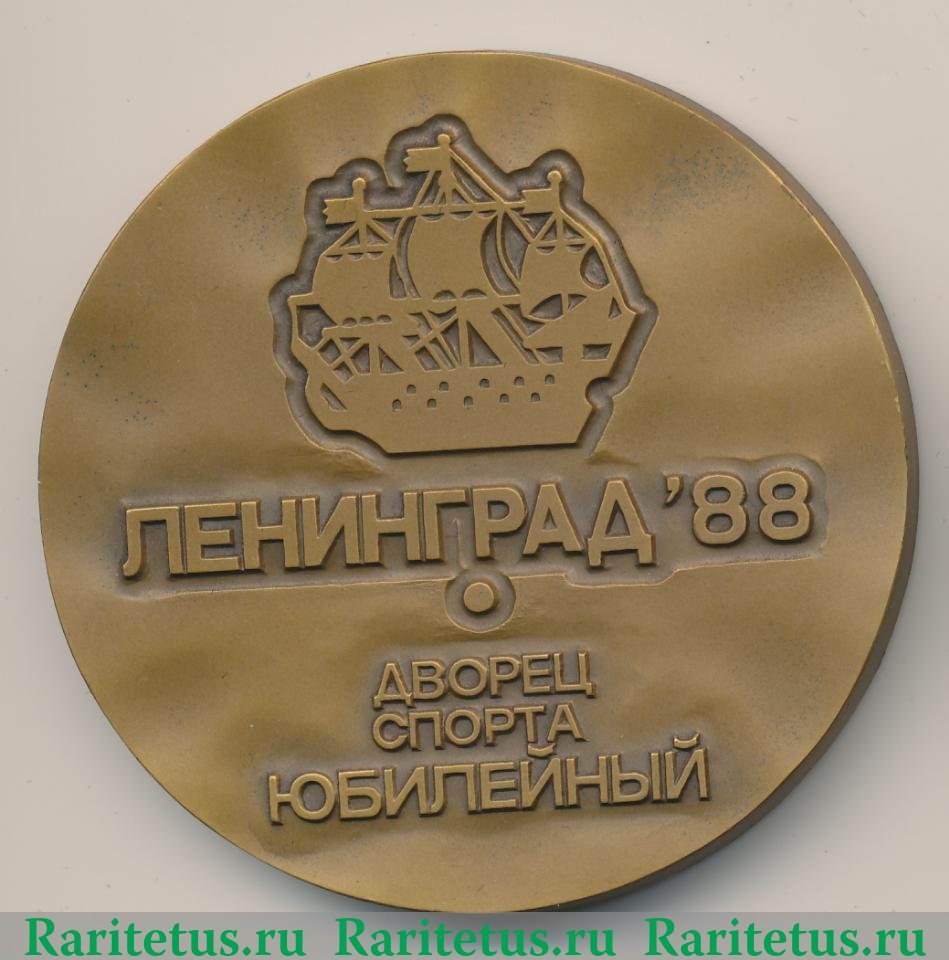 ЛЕНИНГРАД '88
ДВОРЕЦ
СПОРТА
ЮБИЛЕЙНЫЙ
Raritetus.ru Raritetus.ru Raritetus.ru